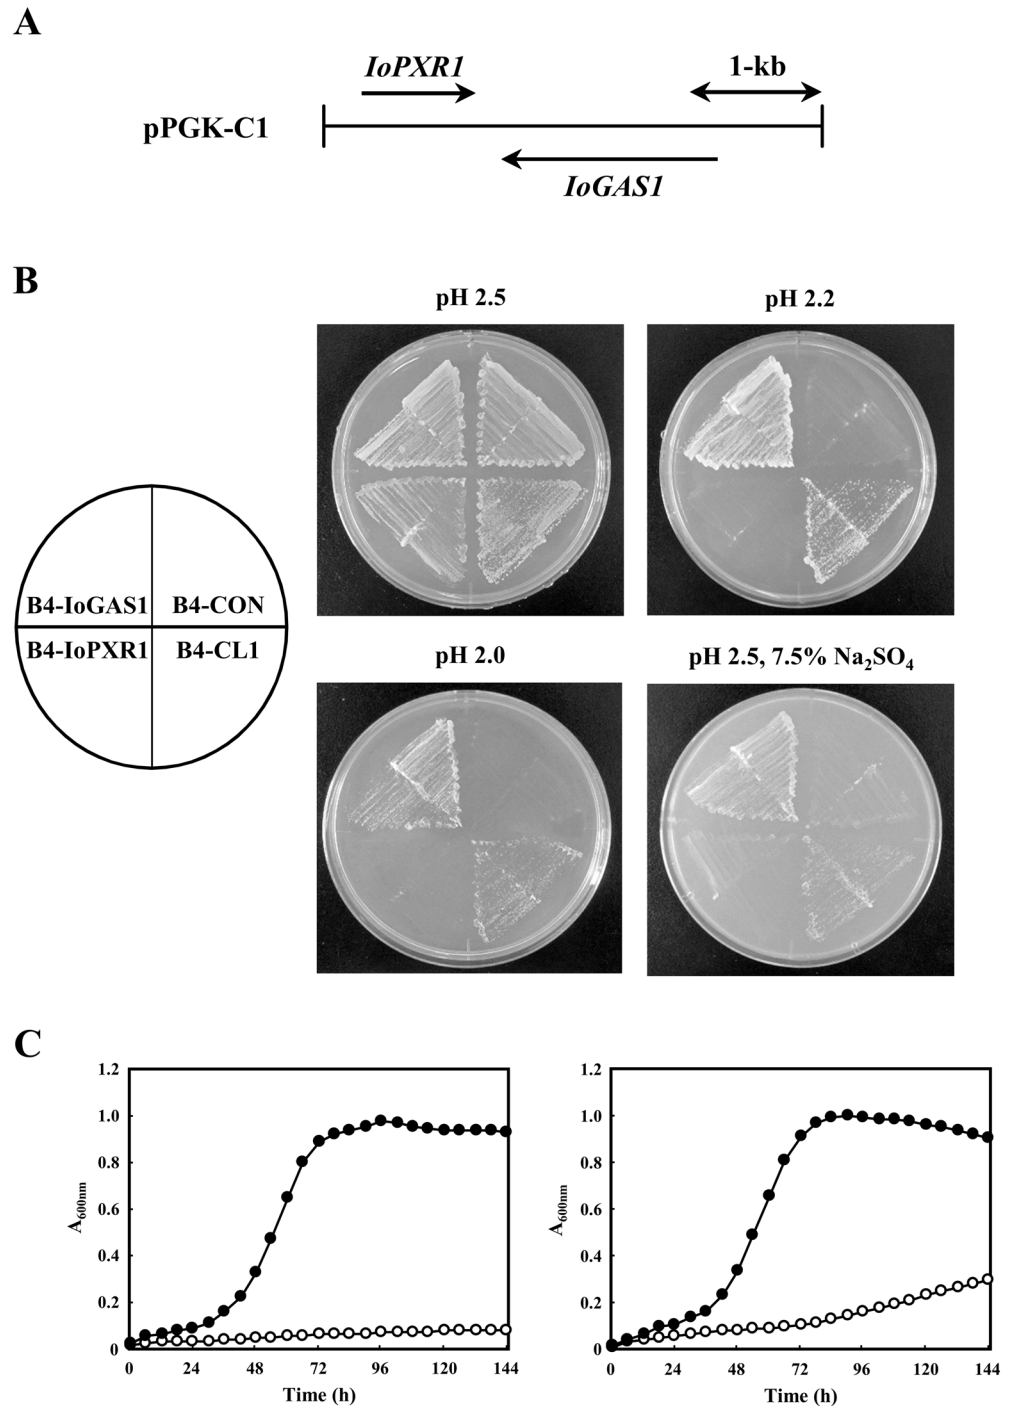 A
IoPXR1
1-kb
pPGK-C1
IoGAS1
B
pH 2.5
pH 2.2
B4-IoGAS1
B4-CON
B4-IoPXR1
B4-CL1
pH 2.0
pH 2.5, 7.5% Na₂SO₄
C
1.2
1.0
0.8
0.6
0.4
0.2
0
A600nm
0 24 48 72 96 120 144
Time (h)
1.2
1.0
0.8
0.6
0.4
0.2
0
A600nm
0 24 48 72 96 120 144
Time (h)